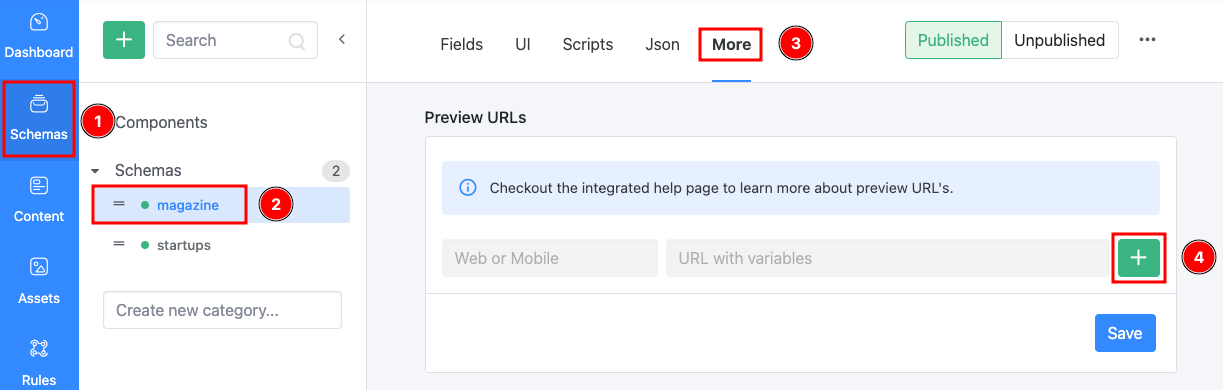 Dashboard
Schemas
Content
Assets
Rules
Search
1
Components
Schemas
2
magazine
2
startups
Create new category...
Fields
UI
Scripts
Json
More
3
Published
Unpublished
Preview URLs
Checkout the integrated help page to learn more about preview URL's.
Web or Mobile
URL with variables
4
Save